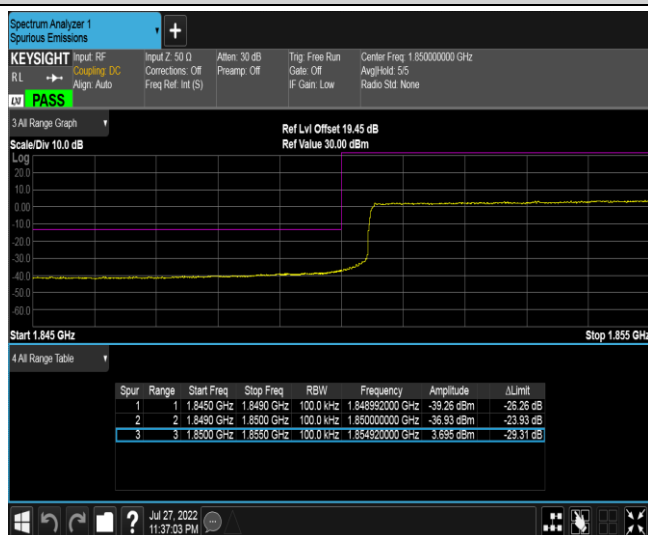 Spectrum Analyzer 1
Spurious Emissions
KEYSIGHT
R L
LXI PASS
Input: RF
Coupling: DC
Align: Auto
Input Z: 50 Ω
Corrections: Off
Freq Ref: Int (S)
Atten: 30 dB
Preamp: Off
Trig: Free Run
Gate: Off
IF Gain: Low
Center Freq: 1.850000000 GHz
Avg|Hold: 5/5
Radio Std: None
3 All Range Graph
Ref Lvl Offset 19.45 dB
Scale/Div 10.0 dB Ref Value 30.00 dBm
Log
20.0
10.0
0.00
-10.0
-20.0
-30.0
-40.0
-50.0
-60.0
Start 1.845 GHz Stop 1.855 GHz
4 All Range Table
Spur Range Start Freq Stop Freq RBW Frequency Amplitude ΔLimit
1 1 1.8450 GHz 1.8490 GHz 100.0 kHz 1.848992000 GHz -39.26 dBm -26.26 dB
2 2 1.8490 GHz 1.8500 GHz 100.0 kHz 1.850000000 GHz -36.93 dBm -23.93 dB
3 3 1.8500 GHz 1.8550 GHz 100.0 kHz 1.854920000 GHz 3.695 dBm -29.31 dB
Jul 27, 2022
11:37:03 PM